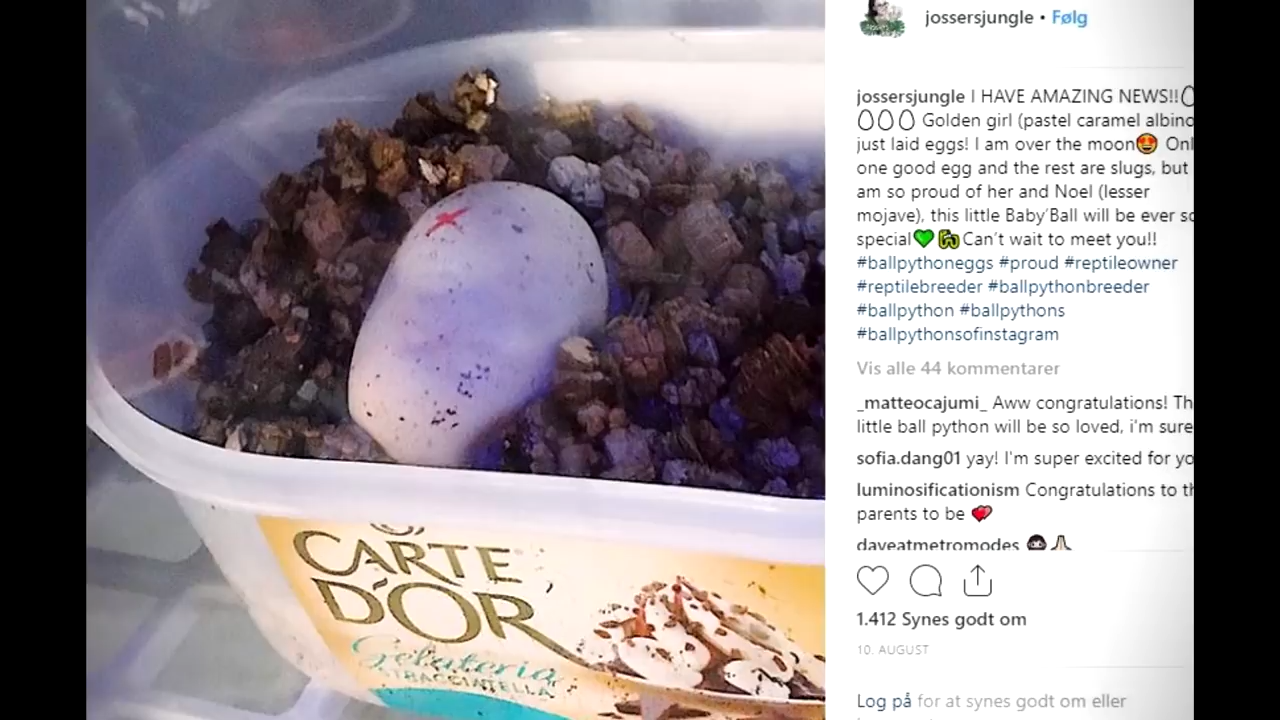 jossersjungle • Følg
jossersjungle I HAVE AMAZING NEWS!!
Golden girl (pastel caramel albino
just laid eggs! I am over the moon😍 Onl
one good egg and the rest are slugs, but
am so proud of her and Noel (lesser
mojave), this little Baby'Ball will be ever so
special💚🐍Can't wait to meet you!!
#ballpythoneggs #proud #reptileowner
#reptilebreeder #ballpythonbreeder
#ballpython #ballpythons
#ballpythonsofinstagram
Vis alle 44 kommentarer
_matteocajumi_ Aww congratulations! Th
little ball python will be so loved, i'm sure
sofia.dang01 yay! I'm super excited for yo
luminosificationism Congratulations to th
parents to be 💕
daveatmetromodes
1.412 Synes godt om
10. AUGUST
Log på for at synes godt om eller
CARTE
D'OR
Gelateria
STRACCIATELLA